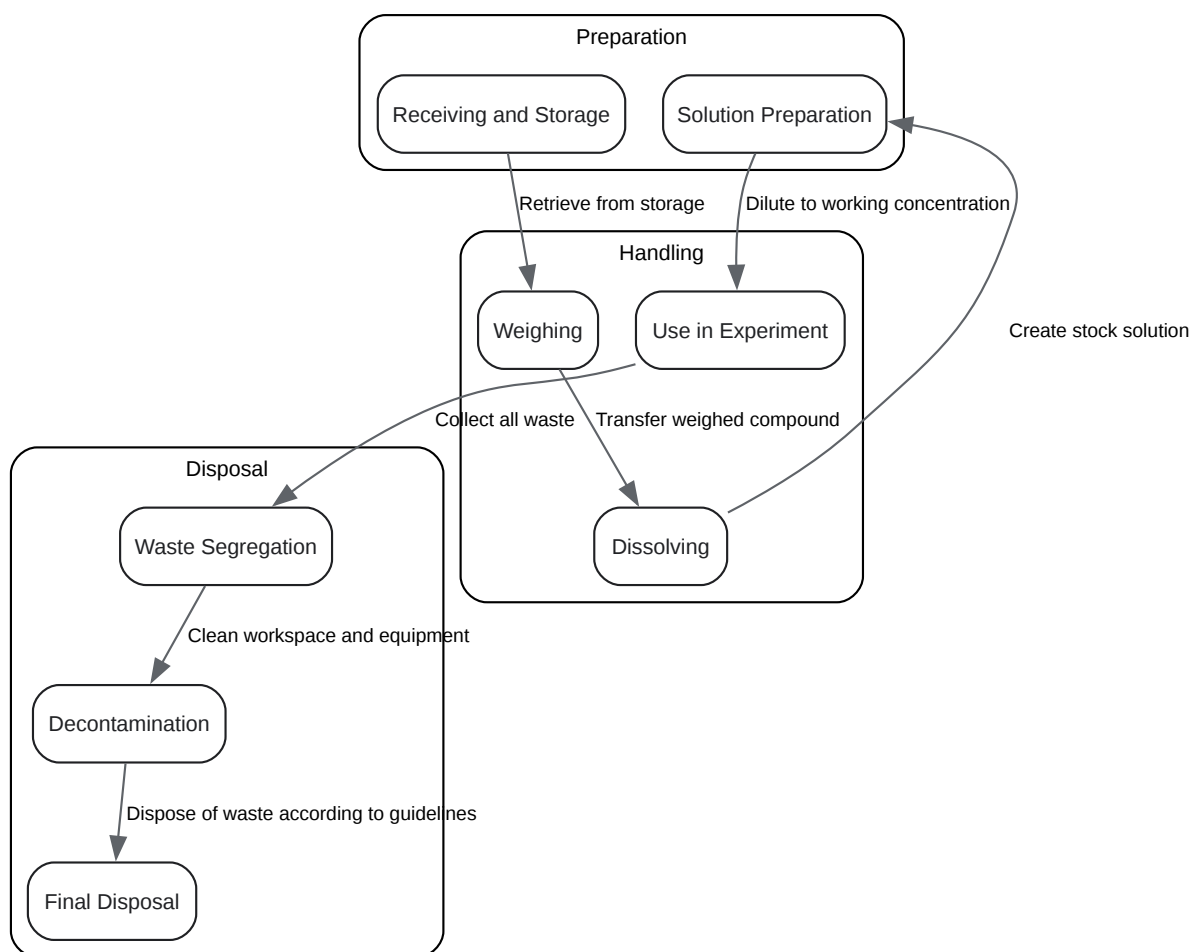 Preparation
Receiving and Storage
Solution Preparation
Retrieve from storage
Dilute to working concentration
Handling
Weighing
Use in Experiment
Create stock solution
Collect all waste
Transfer weighed compound
Disposal
Waste Segregation
Dissolving
Clean workspace and equipment
Decontamination
Dispose of waste according to guidelines
Final Disposal